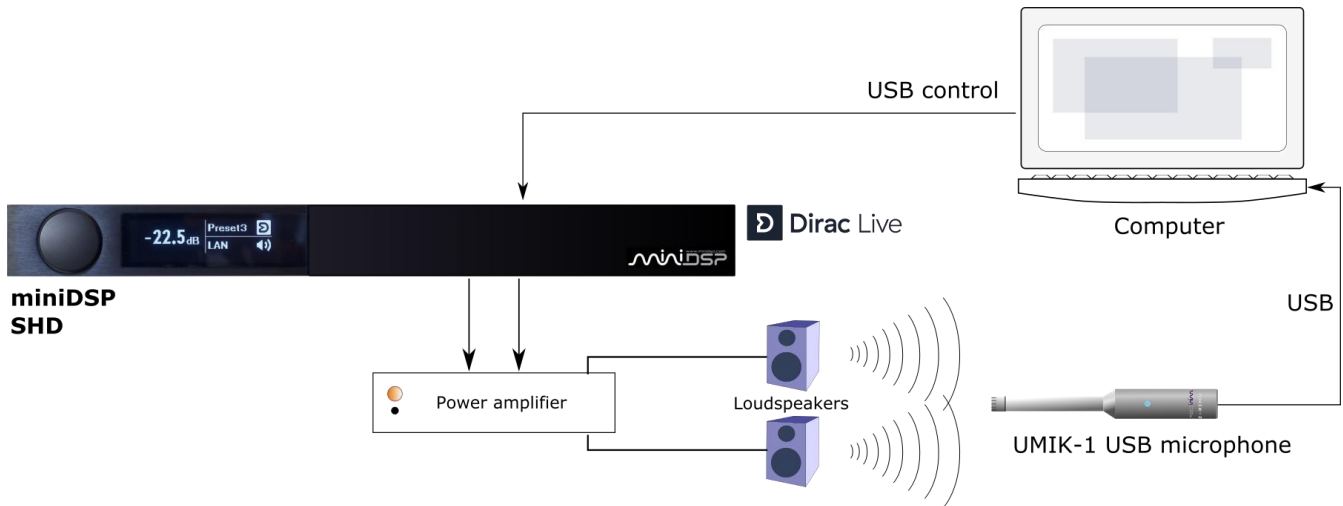 USB control
Computer
-22.5dB
Preset3
LAN
miniDSP
Dirac Live
miniDSP
SHD
USB
Power amplifier
Loudspeakers
UMIK-1 USB microphone